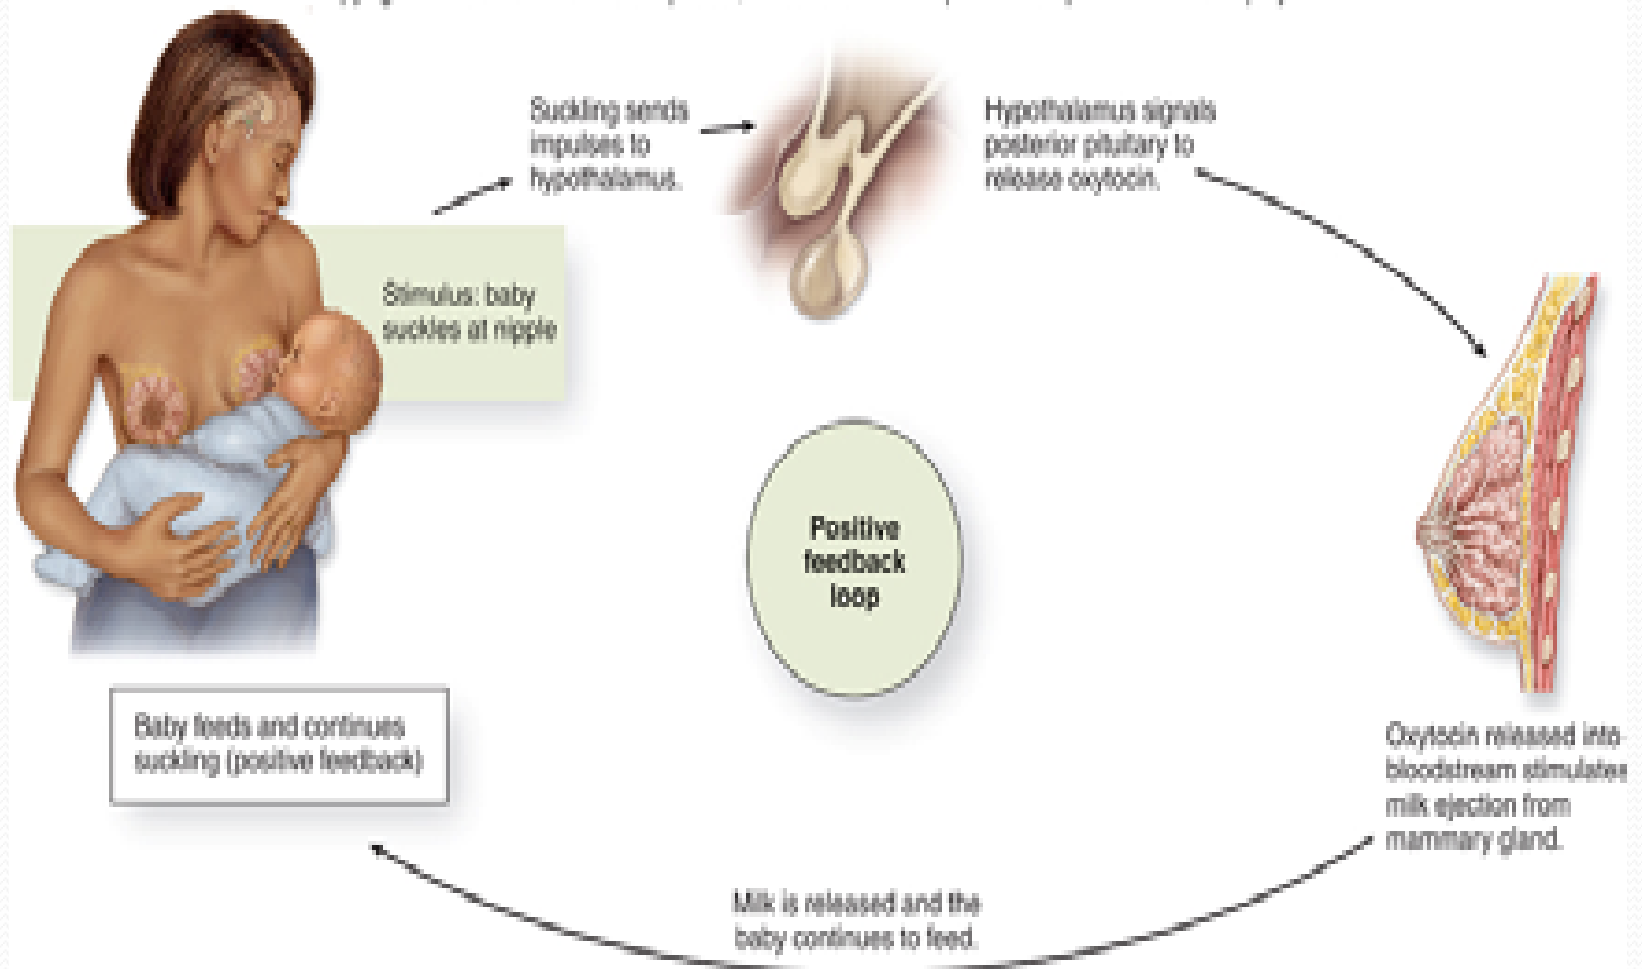 Suckling sends
impulses to
hypothalamus.
Hypothalamus signals
posterior pituitary to
release oxytocin.
Stimulus: baby
suckles at nipple
Positive
feedback
loop
Baby feeds and continues
suckling (positive feedback)
Oxytocin released into
bloodstream stimulates
milk ejection from
mammary gland.
Milk is released and the
baby continues to feed.